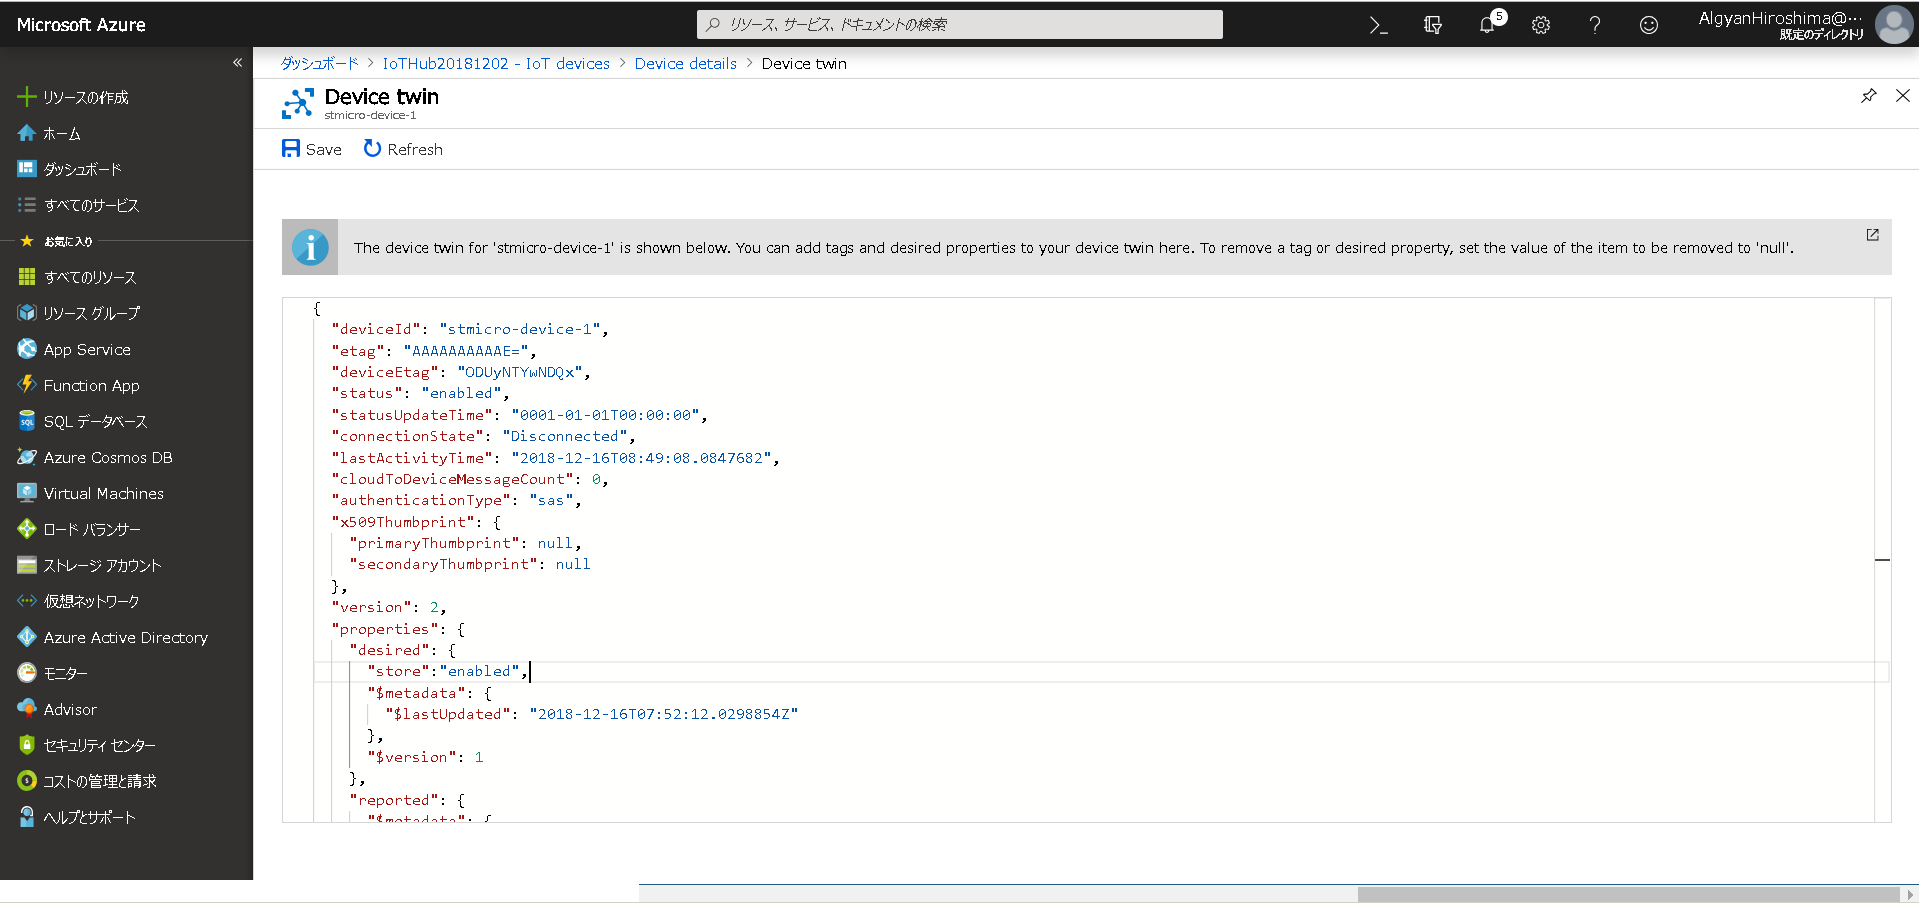 Microsoft Azure
リソース、サービス、ドキュメントの検索
5
AlgyanHiroshima@···
既定のディレクトリ
«
リソースの作成
ホーム
ダッシュボード
すべてのサービス
お気に入り
すべてのリソース
リソース グループ
App Service
Function App
SQL データベース
Azure Cosmos DB
Virtual Machines
ロード バランサー
ストレージ アカウント
仮想ネットワーク
Azure Active Directory
モニター
Advisor
セキュリティ センター
コストの管理と請求
ヘルプとサポート
ダッシュボード > IoTHub20181202 - IoT devices > Device details > Device twin
Device twin
stmicro-device-1
Save Refresh
The device twin for 'stmicro-device-1' is shown below. You can add tags and desired properties to your device twin here. To remove a tag or desired property, set the value of the item to be removed to 'null'.
{
"deviceId": "stmicro-device-1",
"etag": "AAAAAAAAAAE=",
"deviceEtag": "ODUyNTYwNDQx",
"status": "enabled",
"statusUpdateTime": "0001-01-01T00:00:00",
"connectionState": "Disconnected",
"lastActivityTime": "2018-12-16T08:49:08.0847682",
"cloudToDeviceMessageCount": 0,
"authenticationType": "sas",
"x509Thumbprint": {
"primaryThumbprint": null,
"secondaryThumbprint": null
},
"version": 2,
"properties": {
"desired": {
"store":"enabled",
"$metadata": {
"$lastUpdated": "2018-12-16T07:52:12.0298854Z"
},
"$version": 1
},
"reported": {
"$metadata": {